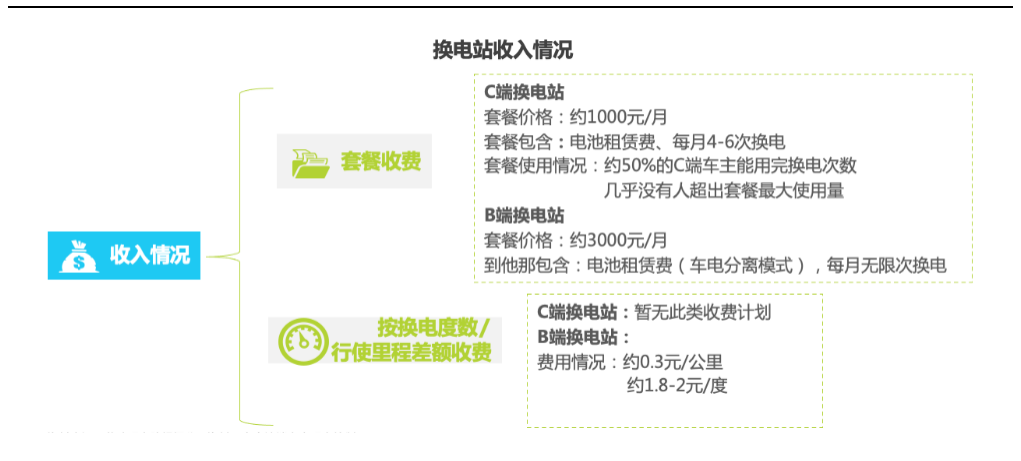 换电站收入情况
C端换电站
套餐价格：约1000元/月
套餐包含：电池租赁费、每月4-6次换电
套餐使用情况：约50%的C端车主能用完换电次数
几乎没有人超出套餐最大使用量
B端换电站
套餐价格：约3000元/月
到他那包含：电池租赁费（车电分离模式），每月无限次换电
套餐收费
$
收入情况
按换电度数/
行使里程差额收费
C端换电站：暂无此类收费计划
B端换电站：
费用情况：约0.3元/公里
约1.8-2元/度